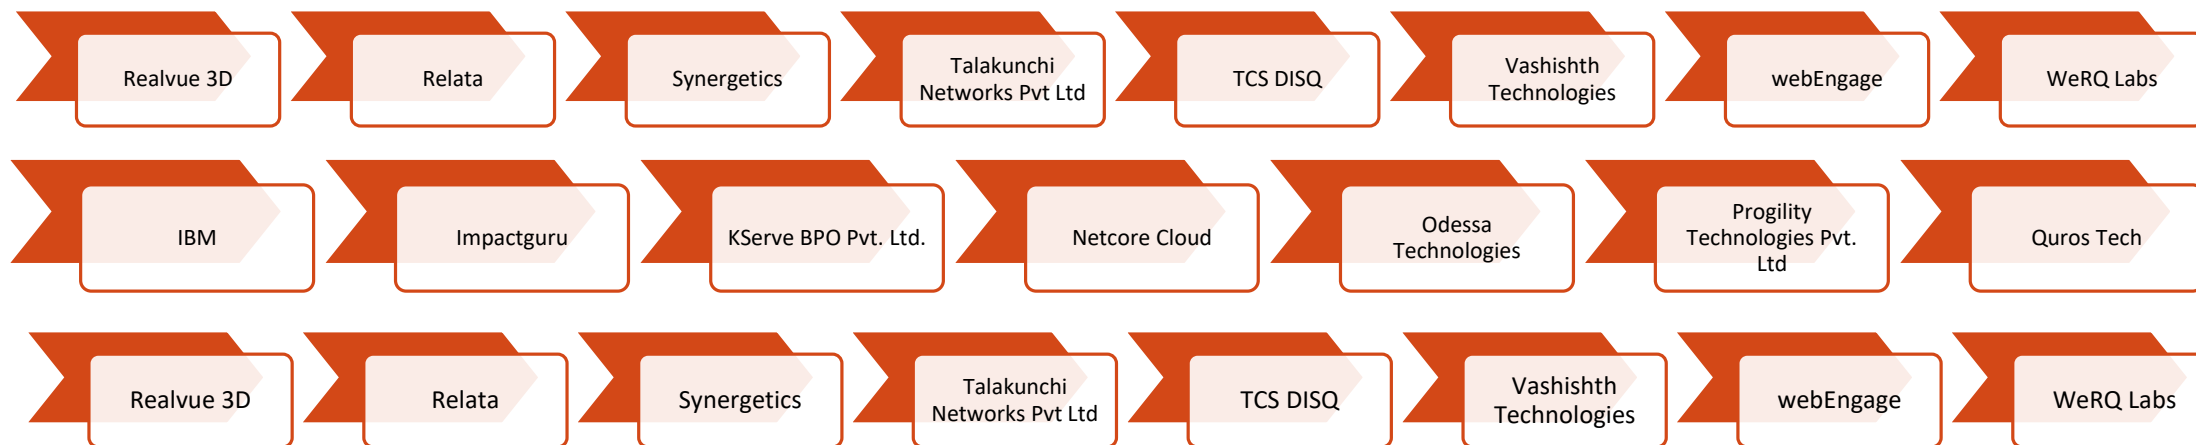 Realvue 3D
Relata
Synergetics
Talakunchi
Networks Pvt Ltd
TCS DISQ
Vashishth
Technologies
webEngage
WeRQ Labs
IBM
Impactguru
KServe BPO Pvt. Ltd.
Netcore Cloud
Odessa
Technologies
Progility
Technologies Pvt.
Ltd
Quros Tech
Realvue 3D
Relata
Synergetics
Talakunchi
Networks Pvt Ltd
TCS DISQ
Vashishth
Technologies
webEngage
WeRQ Labs